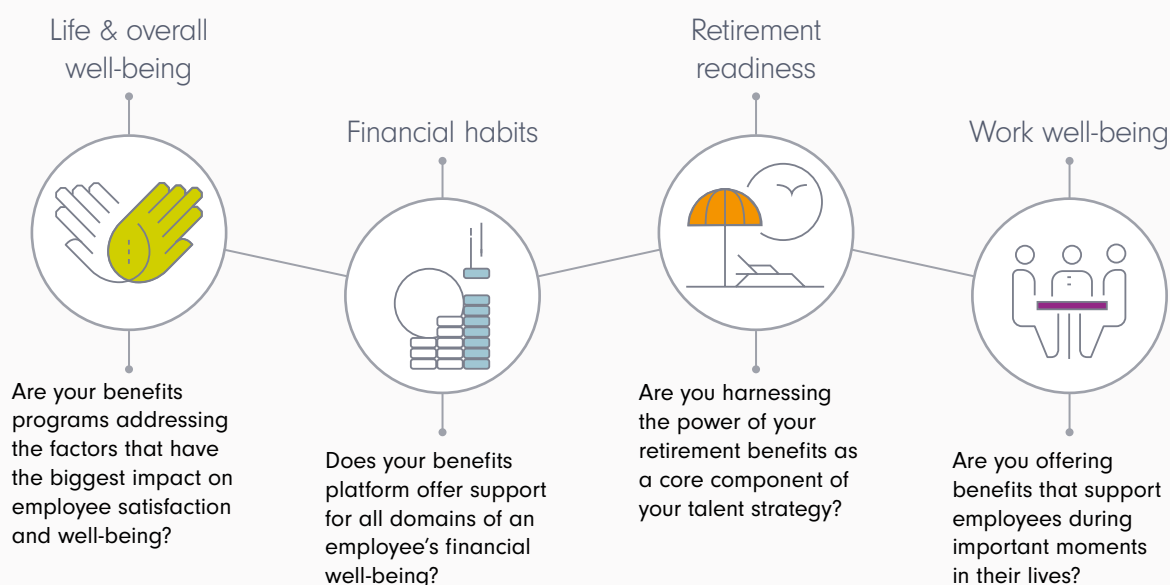 Life & overall
well-being
Are your benefits
programs addressing
the factors that have
the biggest impact on
employee satisfaction
and well-being?
Financial habits
Does your benefits
platform offer support
for all domains of an
employee’s financial
well-being?
Retirement
readiness
Are you harnessing
the power of your
retirement benefits as
a core component of
your talent strategy?
Work well-being
Are you offering
benefits that support
employees during
important moments
in their lives?